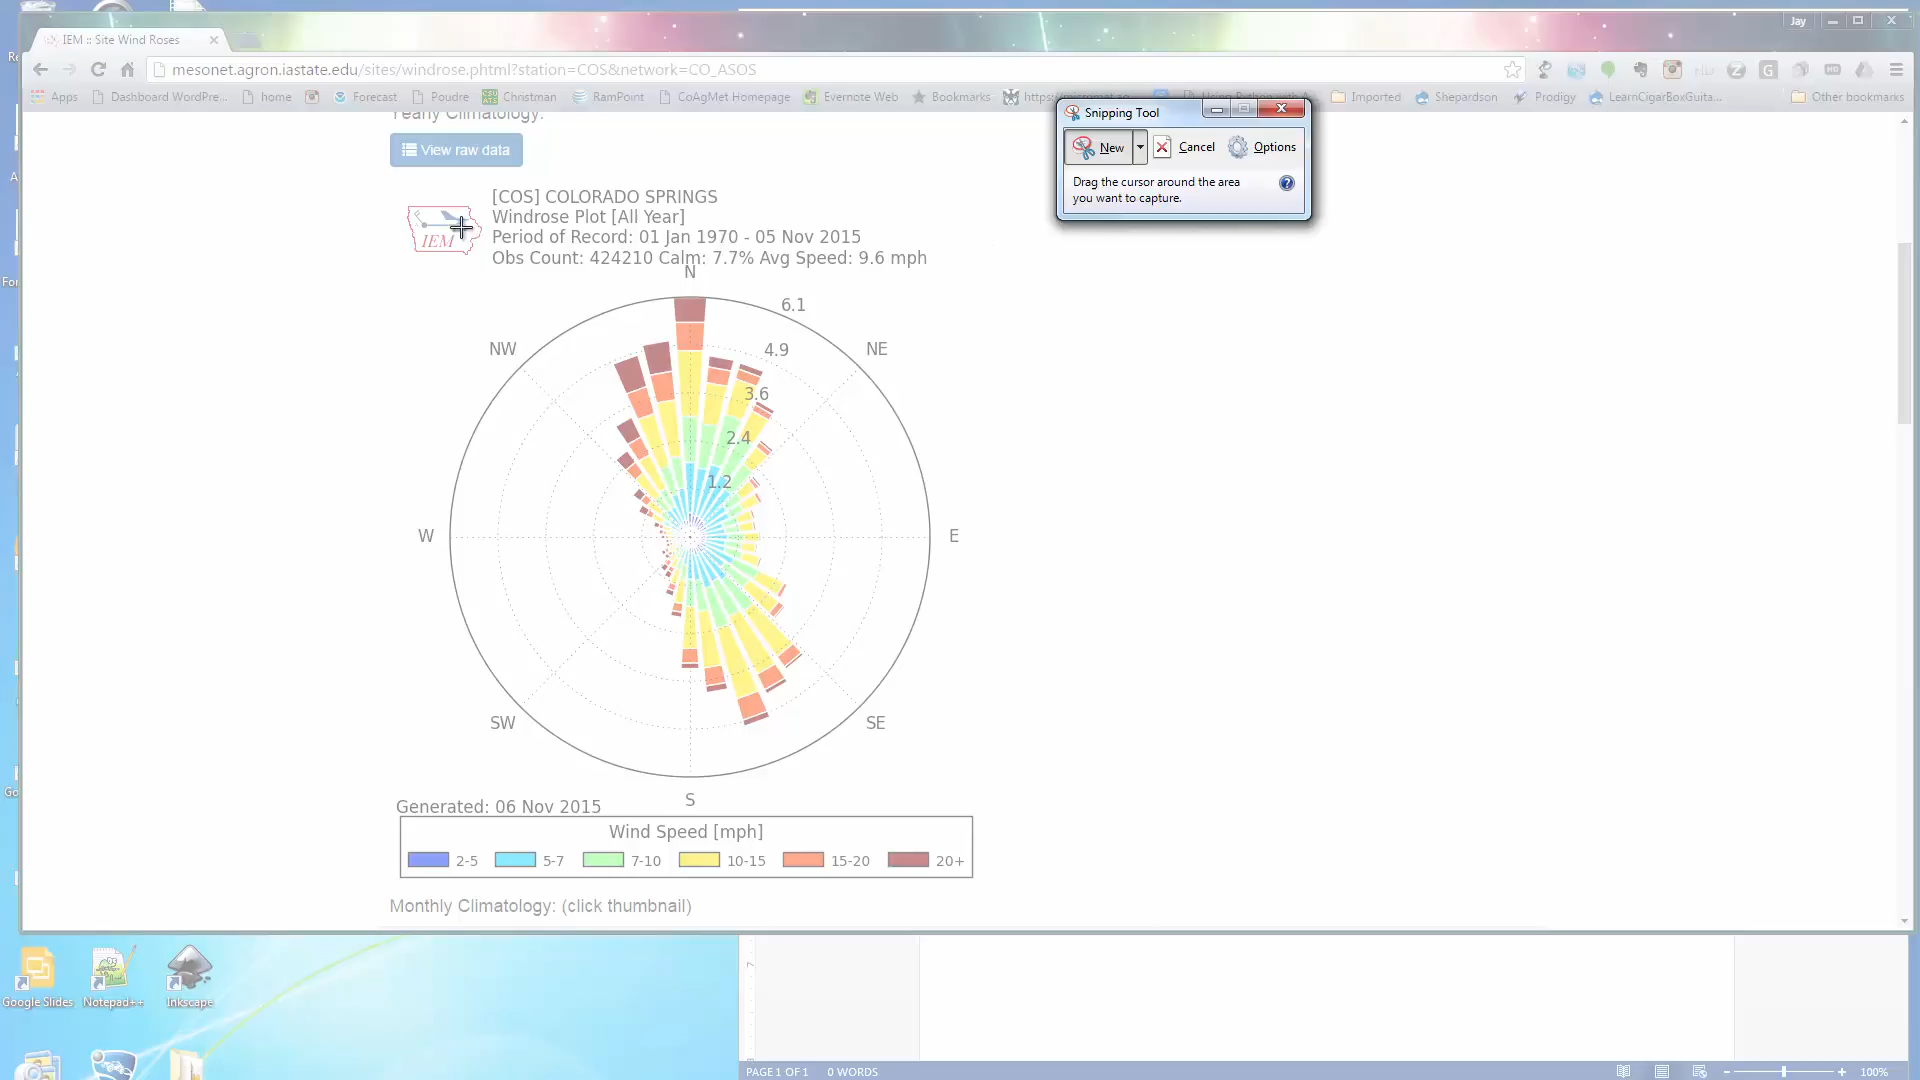 Jay
IEM :: Site Wind Roses
mesonet.agron.iastate.edu/sites/windrose.phtml?station=COS&network=CO_ASOS
Apps
Dashboard WordPre...
home
Forecast
Poudre
Christman
RamPoint
CoAgMet Homepage
Evernote Web
Bookmarks
Imported
Shepardson
Prodigy
LearnCigarBoxGuita...
Other bookmarks
Snipping Tool
New
Cancel
Options
Drag the cursor around the area
you want to capture.
Yearly Climatology:
View raw data
IEM
[COS] COLORADO SPRINGS
Windrose Plot [All Year]
Period of Record: 01 Jan 1970 - 05 Nov 2015
Obs Count: 424210 Calm: 7.7% Avg Speed: 9.6 mph
N
6.1
NW
4.9
NE
3.6
2.4
1.2
W
E
SW
SE
S
Generated: 06 Nov 2015
Wind Speed [mph]
2-5
5-7
7-10
10-15
15-20
20+
Monthly Climatology: (click thumbnail)
Google Slides
Notepad++
Inkscape
PAGE 1 OF 1
0 WORDS
100%